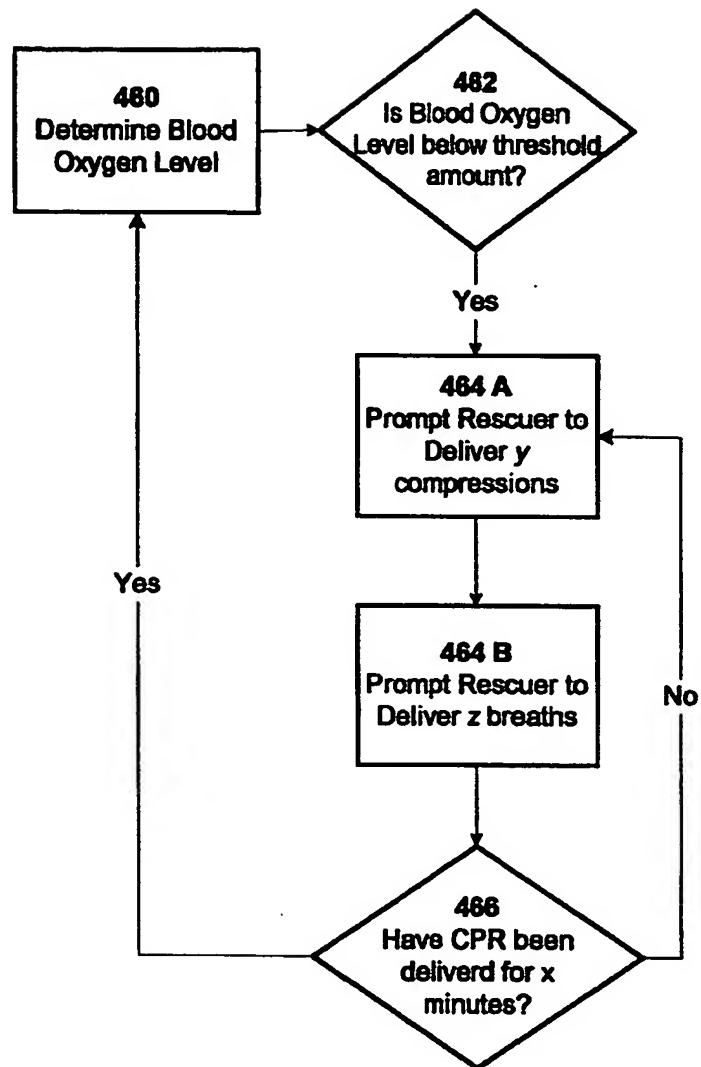 460
Determine Blood
Oxygen Level
462
Is Blood Oxygen
Level below threshold
amount?
Yes
464 A
Prompt Rescuer to
Deliver y
compressions
Yes
464 B
Prompt Rescuer to
Deliver z breaths
No
466
Have CPR been
deliverd for x
minutes?